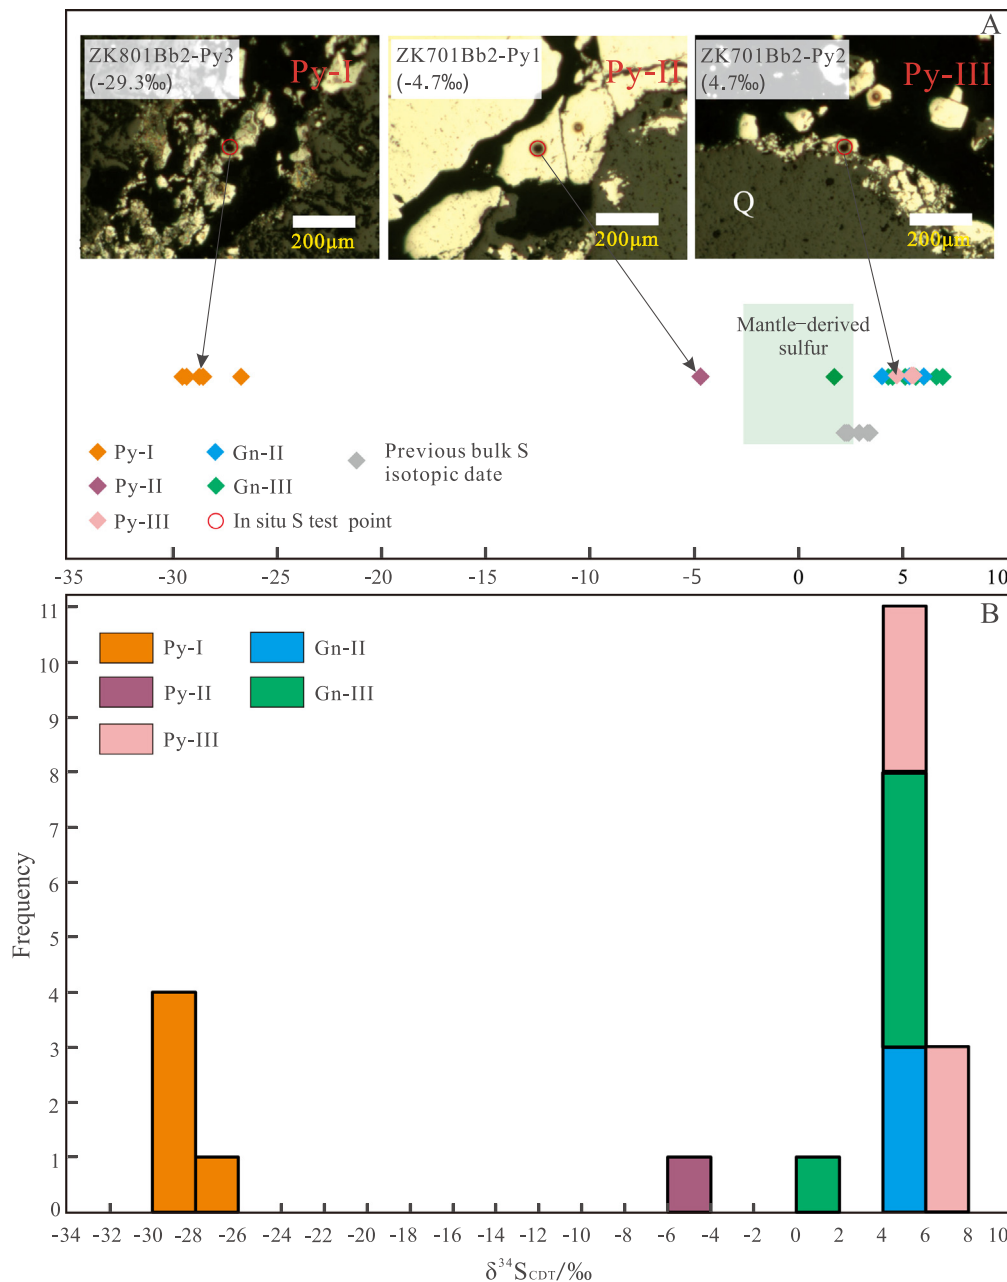 A
ZK801Bb2-Py3
(-29.3‰)
Py-I
200μm
ZK701Bb2-Py1
(-4.7‰)
Py-II
200μm
ZK701Bb2-Py2
(4.7‰)
Py-III
Q
200μm
Mantle-derived
sulfur
Py-I
Gn-II
Previous bulk S
isotopic date
Py-II
Gn-III
Py-III
In situ S test point
-35 -30 -25 -20 -15 -10 -5 0 5 10
B
11
10
9
8
7
6
5
4
3
2
1
0
Py-I
Gn-II
Py-II
Gn-III
Py-III
Frequency
-34 -32 -30 -28 -26 -24 -22 -20 -18 -16 -14 -12 -10 -8 -6 -4 -2 0 2 4 6 8 10
δ³⁴S_CDT/‰